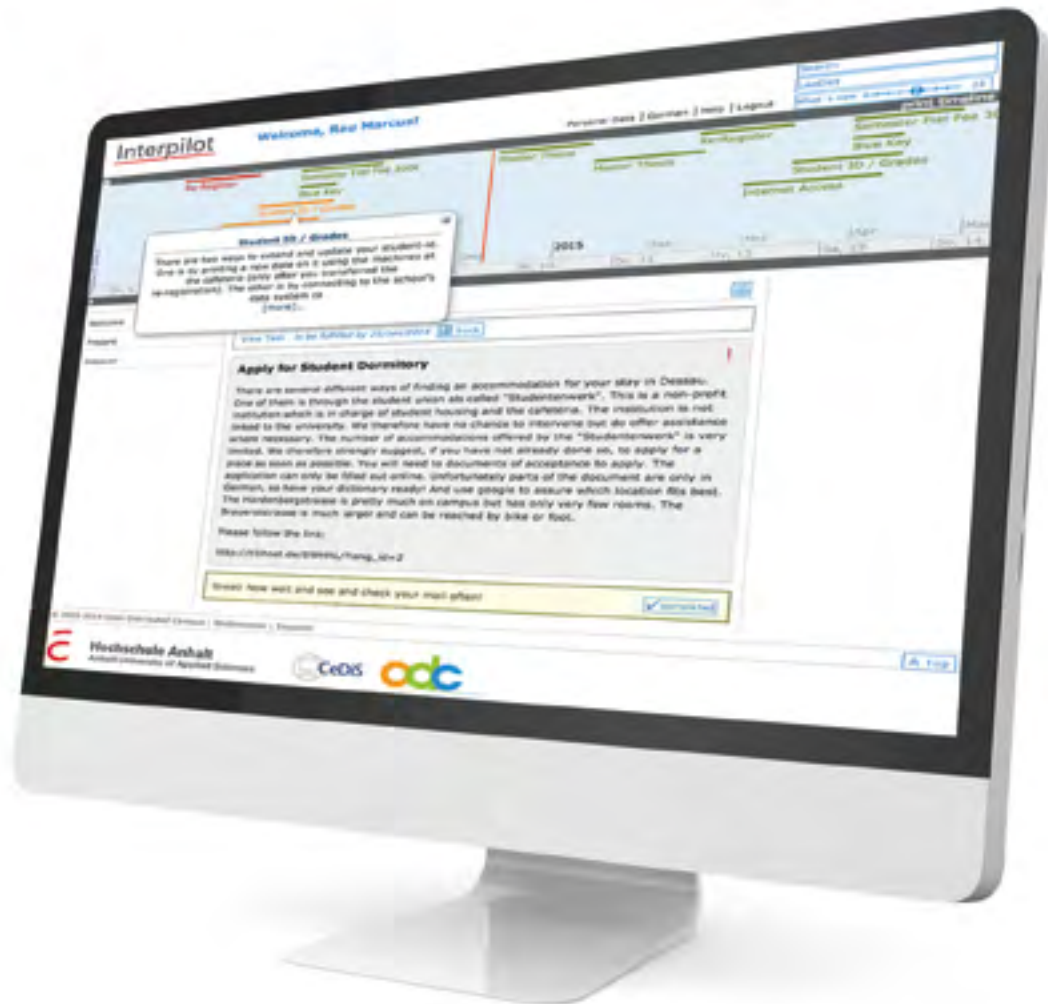 Interpilot
Welcome, Rao Marcus!
Personal Data | German | Help | Logout
print timeline
Re-Register
Semester Flat Fee
Blue Key
Master Thesis
Master Thesis
Re-Register
Semester Flat Fee
Blue Key
Student ID / Grades
Internet Access
2015
Student ID / Grades
There are two ways to extend and update your student-id.
One is by printing a new date on it using the machines at
the cafeteria (only after you transferred the
re-registration). The other is by connecting to the school's
data system
[more]...
Welcome
Prepare
back
Apply for Student Dormitory
There are several different ways of finding an accommodation for your stay in Dessau.
One of them is through the student union called "Studentenwerk". This is a non-profit
institution which is in charge of student housing and the cafeteria. The institution is not
linked to the university. We therefore have no chance to intervene but do offer assistance
where necessary. The number of accommodations offered by the "Studentenwerk" is very
limited. We therefore strongly suggest, if you have not already done so, to apply for a
place as soon as possible. You will need to documents of acceptance to apply. The
application can only be filled out online. Unfortunately parts of the document are only in
German, so have your dictionary ready! And use google to assure which location fits best.
The Hardenbergstrasse is pretty much on campus but has only very few rooms. The
is much larger and can be reached by bike or foot.
Please follow the link:
Great! Now wait and see and check your mail often!
completed
Top
Hochschule Anhalt
Anhalt University of Applied Sciences
CeDiS
odc